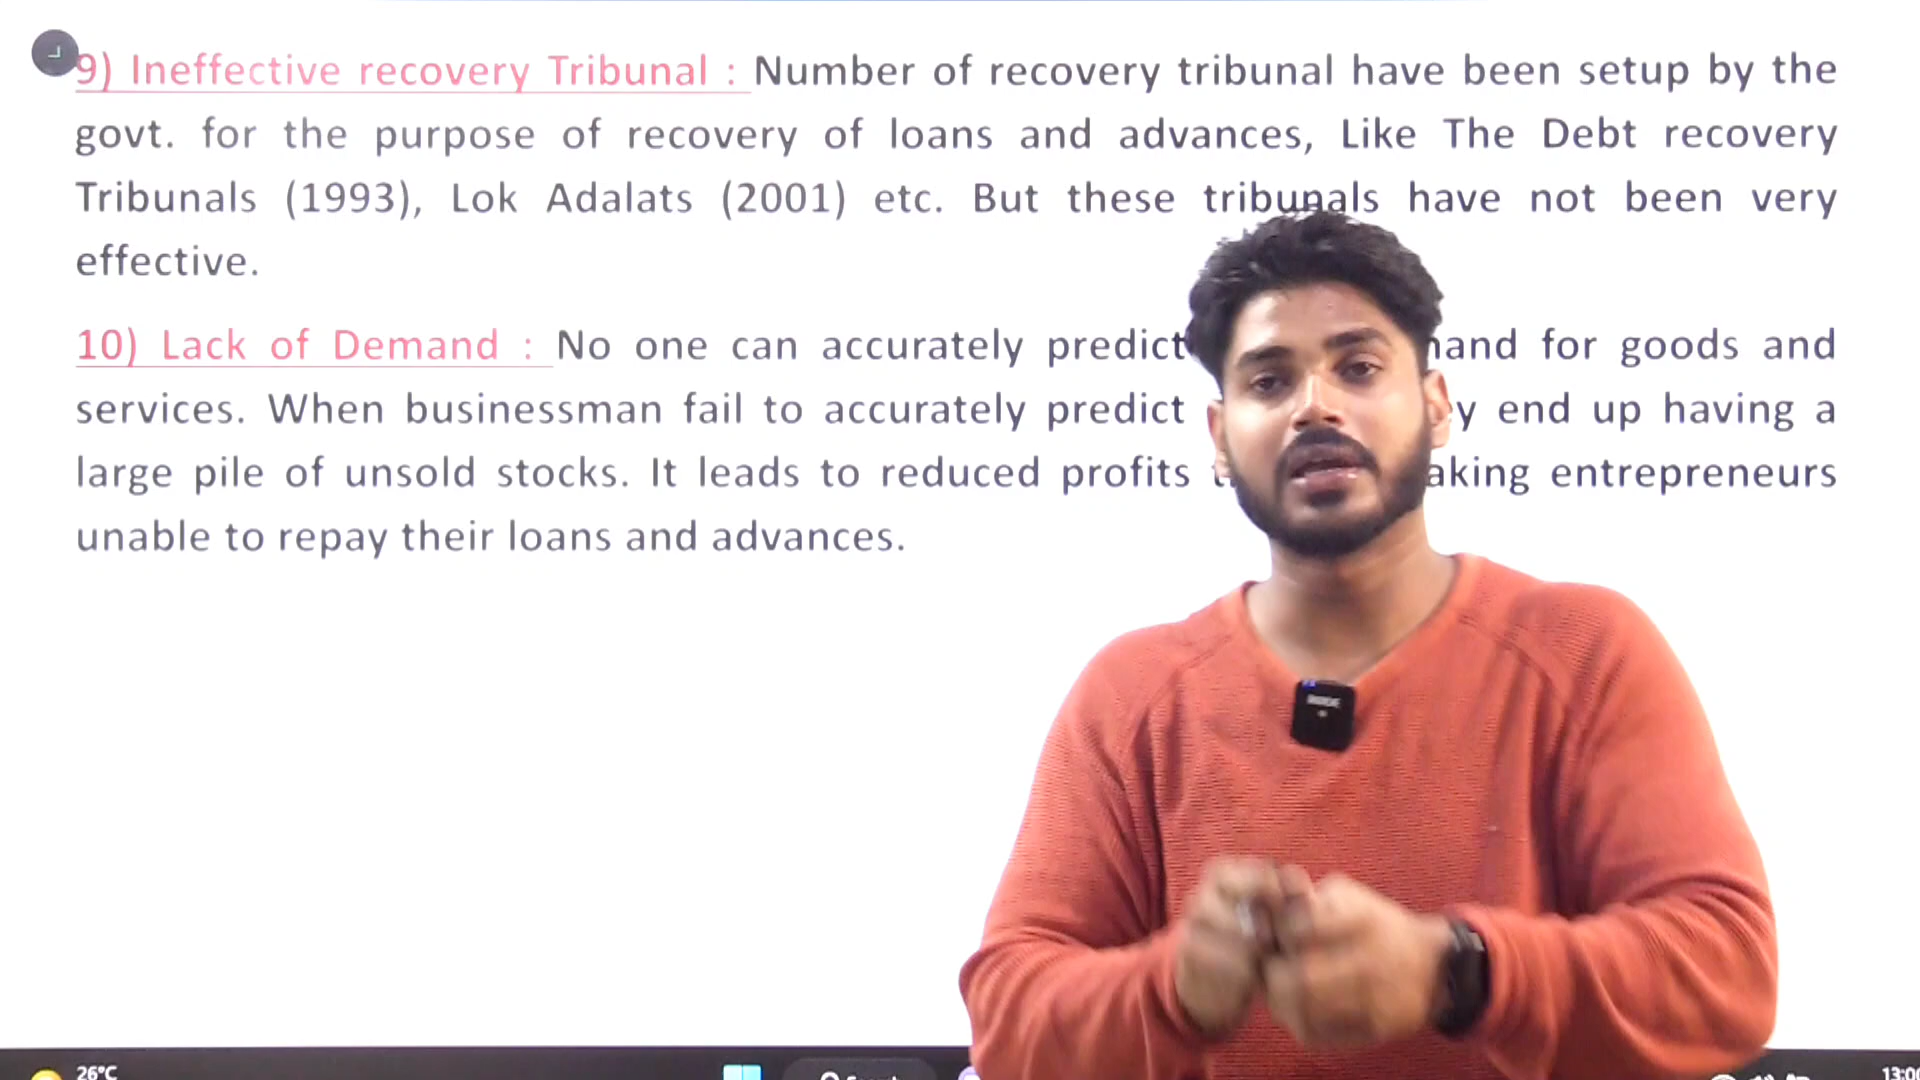 9) Ineffective recovery Tribunal : Number of recovery tribunal have been setup by the
govt. for the purpose of recovery of loans and advances, Like The Debt recovery
Tribunals (1993), Lok Adalats (2001) etc. But these tribunals have not been very
effective.
10) Lack of Demand : No one can accurately predict for goods and
services. When businessman fail to accurately predict end up having a
large pile of unsold stocks. It leads to reduced profits entrepreneurs
unable to repay their loans and advances.
26°C